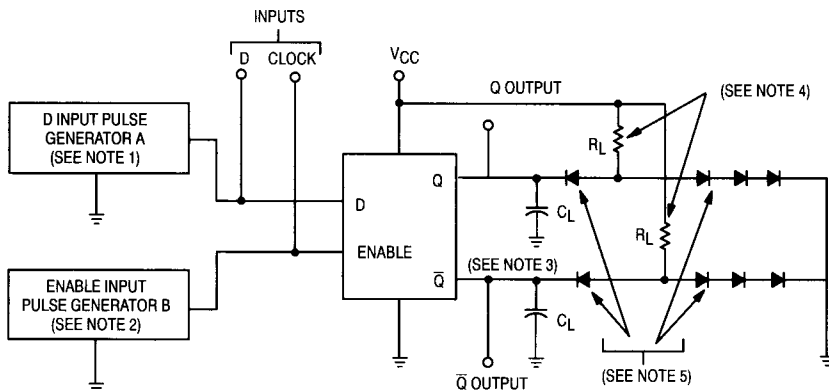 INPUTS
D CLOCK
VCC
Q OUTPUT
(SEE NOTE 4)
D INPUT PULSE
GENERATOR A
(SEE NOTE 1)
RL
Q
D
CL
RL
ENABLE
Q̅
(SEE NOTE 3)
ENABLE INPUT
PULSE GENERATOR B
(SEE NOTE 2)
CL
Q̅ OUTPUT
(SEE NOTE 5)